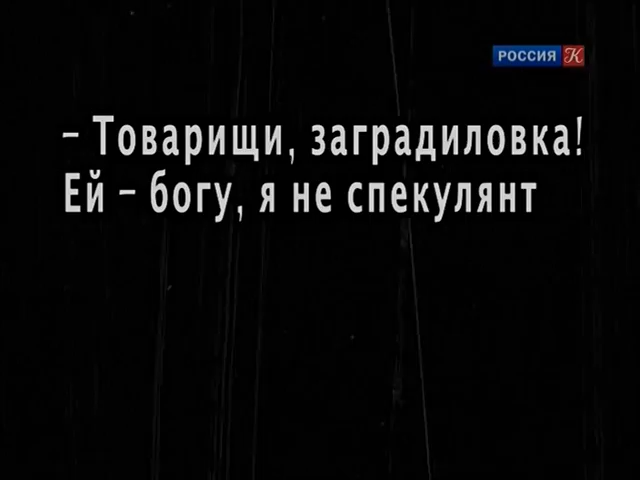 РОССИЯ К
– Товарищи, заградиловка!
Ей – богу, я не спекулянт